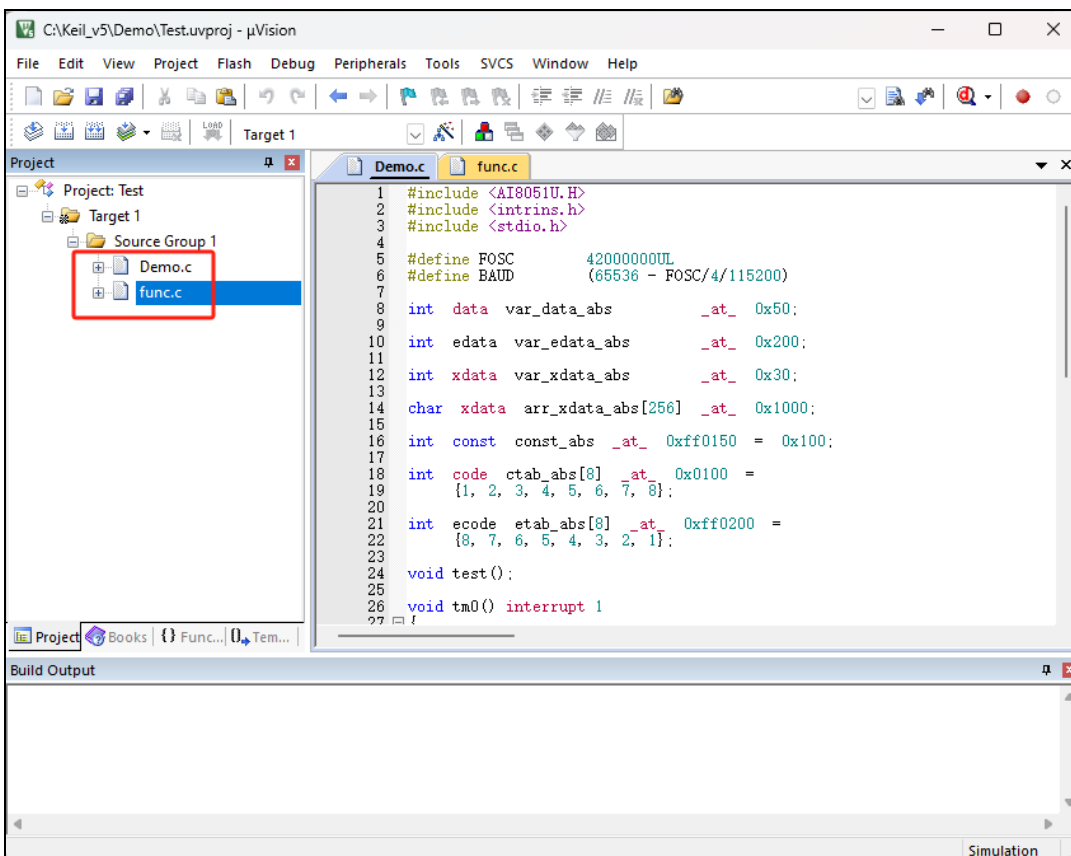 C:\Keil_v5\Demo\Test.uvproj - µVision
File Edit View Project Flash Debug Peripherals Tools SVCS Window Help
LOAD Target 1
Project
Demo.c func.c
Project: Test
Target 1
Source Group 1
Demo.c
func.c
1 #include <AI8051U.H>
2 #include <intrins.h>
3 #include <stdio.h>
4
5 #define FOSC 42000000UL
6 #define BAUD (65536 - FOSC/4/115200)
7
8 int data var_data_abs _at_ 0x50;
9
10 int edata var_edata_abs _at_ 0x200;
11
12 int xdata var_xdata_abs _at_ 0x30;
13
14 char xdata arr_xdata_abs[256] _at_ 0x1000;
15
16 int const const_abs _at_ 0xff0150 = 0x100;
17
18 int code ctab_abs[8] _at_ 0x0100 =
19 {1, 2, 3, 4, 5, 6, 7, 8};
20
21 int ecode etab_abs[8] _at_ 0xff0200 =
22 {8, 7, 6, 5, 4, 3, 2, 1};
23
24 void test();
25
26 void tm0() interrupt 1
27 {
Project Books {} Func... 0 Tem...
Build Output
Simulation